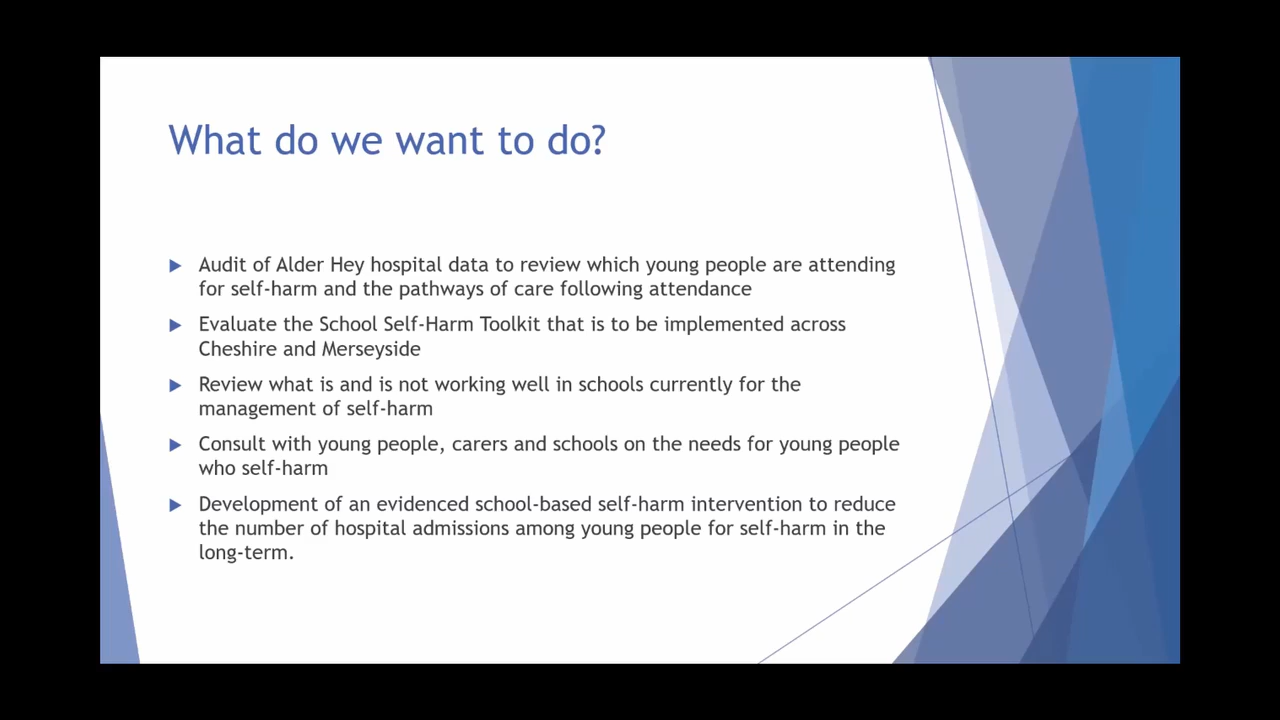 What do we want to do?
Audit of Alder Hey hospital data to review which young people are attending
for self-harm and the pathways of care following attendance
Evaluate the School Self-Harm Toolkit that is to be implemented across
Cheshire and Merseyside
Review what is and is not working well in schools currently for the
management of self-harm
Consult with young people, carers and schools on the needs for young people
who self-harm
Development of an evidenced school-based self-harm intervention to reduce
the number of hospital admissions among young people for self-harm in the
long-term.